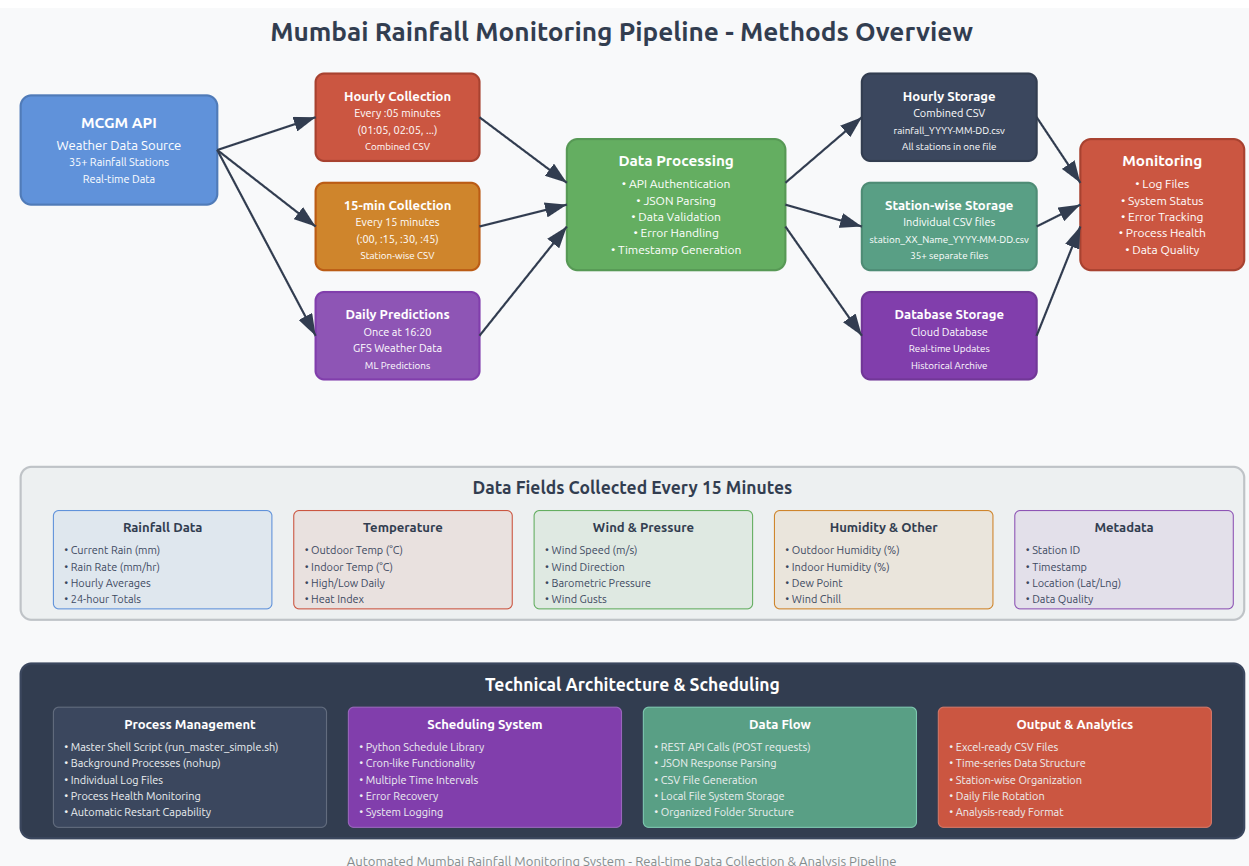 Mumbai Rainfall Monitoring Pipeline - Methods Overview
MCGM API
Weather Data Source
35+ Rainfall Stations
Real-time Data
Hourly Collection
Every :05 minutes
(01:05, 02:05, ...)
Combined CSV
15-min Collection
Every 15 minutes
(:00, :15, :30, :45)
Station-wise CSV
Daily Predictions
Once at 16:20
GFS Weather Data
ML Predictions
Data Processing
• API Authentication
• JSON Parsing
• Data Validation
• Error Handling
• Timestamp Generation
Hourly Storage
Combined CSV
rainfall_YYYY-MM-DD.csv
All stations in one file
Station-wise Storage
Individual CSV Files
station_XX_Name_YYYY-MM-DD.csv
35+ separate files
Database Storage
Cloud Database
Real-time Updates
Historical Archive
Monitoring
• Log Files
• System Status
• Error Tracking
• Process Health
• Data Quality
Data Fields Collected Every 15 Minutes
Rainfall Data
• Current Rain (mm)
• Rain Rate (mm/hr)
• Hourly Averages
• 24-hour Totals
Temperature
• Outdoor Temp (°C)
• Indoor Temp (°C)
• High/Low Daily
• Heat Index
Wind & Pressure
• Wind Speed (m/s)
• Wind Direction
• Barometric Pressure
• Wind Gusts
Humidity & Other
• Outdoor Humidity (%)
• Indoor Humidity (%)
• Dew Point
• Wind Chill
Metadata
• Station ID
• Timestamp
• Location (Lat/Lng)
• Data Quality
Technical Architecture & Scheduling
Process Management
• Master Shell Script (run_master_simple.sh)
• Background Processes (nohup)
• Individual Log Files
• Process Health Monitoring
• Automatic Restart Capability
Scheduling System
• Python Schedule Library
• Cron-like Functionality
• Multiple Time Intervals
• Error Recovery
• System Logging
Data Flow
• REST API Calls (POST requests)
• JSON Response Parsing
• CSV File Generation
• Local File System Storage
• Organized Folder Structure
Output & Analytics
• Excel-ready CSV Files
• Time-series Data Structure
• Station-wise Organization
• Daily File Rotation
• Analysis-ready Format
Automated Mumbai Rainfall Monitoring System - Real-time Data Collection & Analysis Pipeline